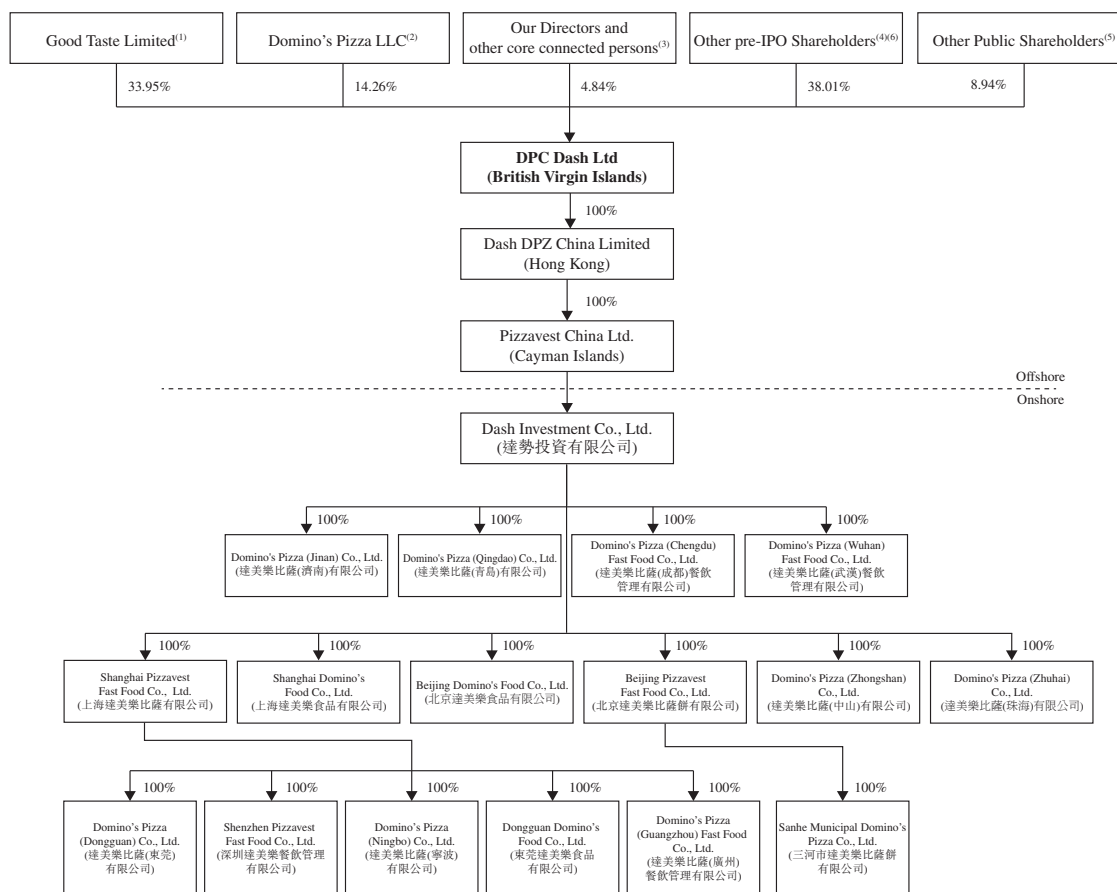 Good Taste Limited(1)
Domino's Pizza LLC(2)
Our Directors and
other core connected persons(3)
Other pre-IPO Shareholders(4)(6)
Other Public Shareholders(5)
33.95%
14.26%
4.84%
38.01%
8.94%
DPC Dash Ltd
(British Virgin Islands)
100%
Dash DPZ China Limited
(Hong Kong)
100%
Pizzavest China Ltd.
(Cayman Islands)
Offshore
Onshore
Dash Investment Co., Ltd.
(達勢投資有限公司)
100%
100%
100%
100%
Domino's Pizza (Jinan) Co., Ltd.
(達美樂比薩(濟南)有限公司)
Domino's Pizza (Qingdao) Co., Ltd.
(達美樂比薩(青島)有限公司)
Domino's Pizza (Chengdu)
Fast Food Co., Ltd.
(達美樂比薩(成都)餐飲
管理有限公司)
Domino's Pizza (Wuhan)
Fast Food Co., Ltd.
(達美樂比薩(武漢)餐飲
管理有限公司)
100%
100%
100%
100%
100%
100%
Shanghai Pizzavest
Fast Food Co., Ltd.
(上海達美樂比薩有限公司)
Shanghai Domino's
Food Co., Ltd.
(上海達美樂食品有限公司)
Beijing Domino's Food Co., Ltd.
(北京達美樂食品有限公司)
Beijing Pizzavest
Fast Food Co., Ltd.
(北京達美樂比薩餅有限公司)
Domino's Pizza (Zhongshan)
Co., Ltd.
(達美樂比薩(中山)有限公司)
Domino's Pizza (Zhuhai)
Co., Ltd.
(達美樂比薩(珠海)有限公司)
100%
100%
100%
100%
100%
100%
Domino's Pizza
(Dongguan) Co., Ltd.
(達美樂比薩(東莞)
有限公司)
Shenzhen Pizzavest
Fast Food Co., Ltd.
(深圳達美樂餐飲管理
有限公司)
Domino's Pizza
(Ningbo) Co., Ltd.
(達美樂比薩(寧波)
有限公司)
Dongguan Domino's
Food Co., Ltd.
(東莞達美樂食品
有限公司)
Domino's Pizza
(Guangzhou) Fast Food
Co., Ltd.
(達美樂比薩(廣州)
餐飲管理有限公司)
Sanhe Municipal Domino's
Pizza Co., Ltd.
(三河市達美樂比薩餅
有限公司)